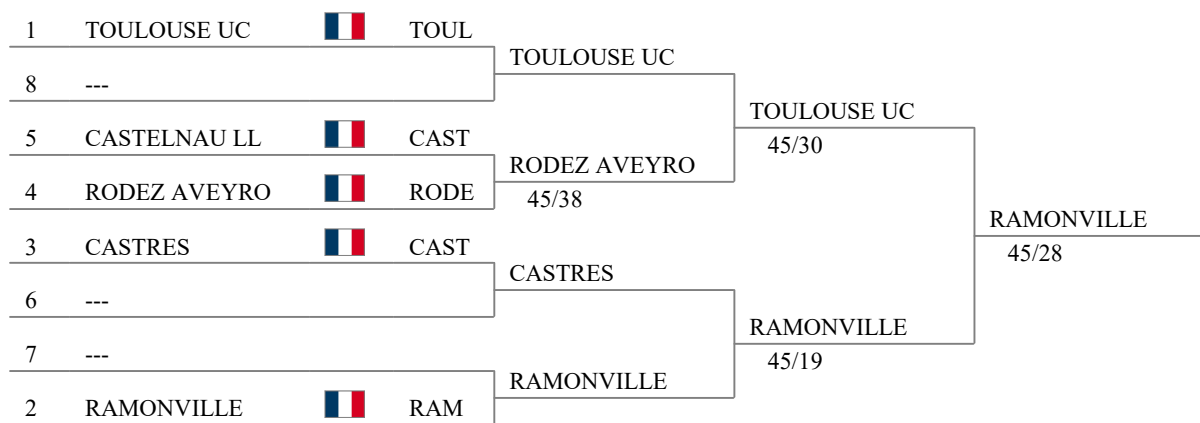 1 TOULOUSE UC TOUL
TOULOUSE UC
8 ---
TOULOUSE UC
45/30
5 CASTELNAU LL CAST
RODEZ AVEYRO
45/38
4 RODEZ AVEYRO RODE
RAMONVILLE
45/28
3 CASTRES CAST
CASTRES
6 ---
RAMONVILLE
45/19
7 ---
RAMONVILLE
2 RAMONVILLE RAM